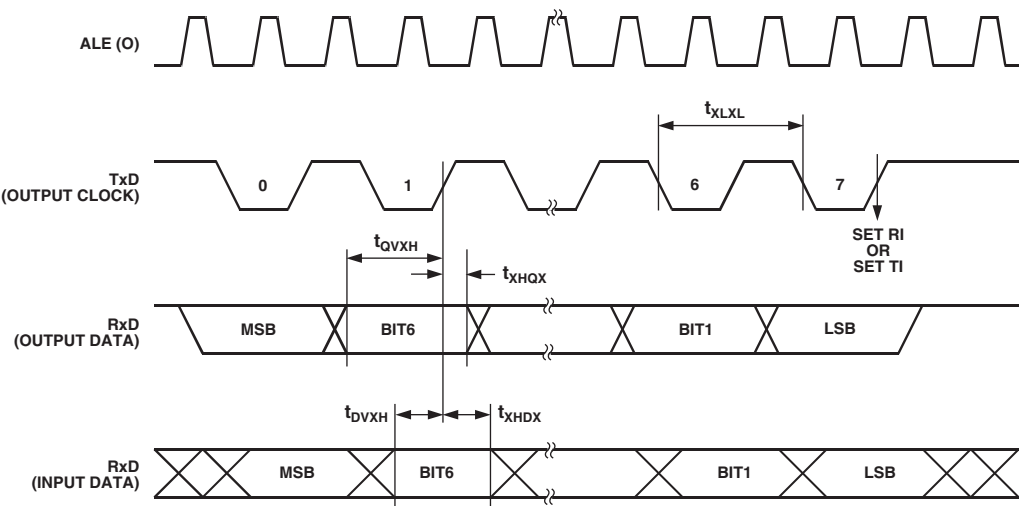 ALE (O)
tXLXL
TxD
(OUTPUT CLOCK)
0
1
6
7
SET RI
OR
SET TI
tQVXH
tXHQX
RxD
(OUTPUT DATA)
MSB
BIT6
BIT1
LSB
tDVXH
tXHDX
RxD
(INPUT DATA)
MSB
BIT6
BIT1
LSB